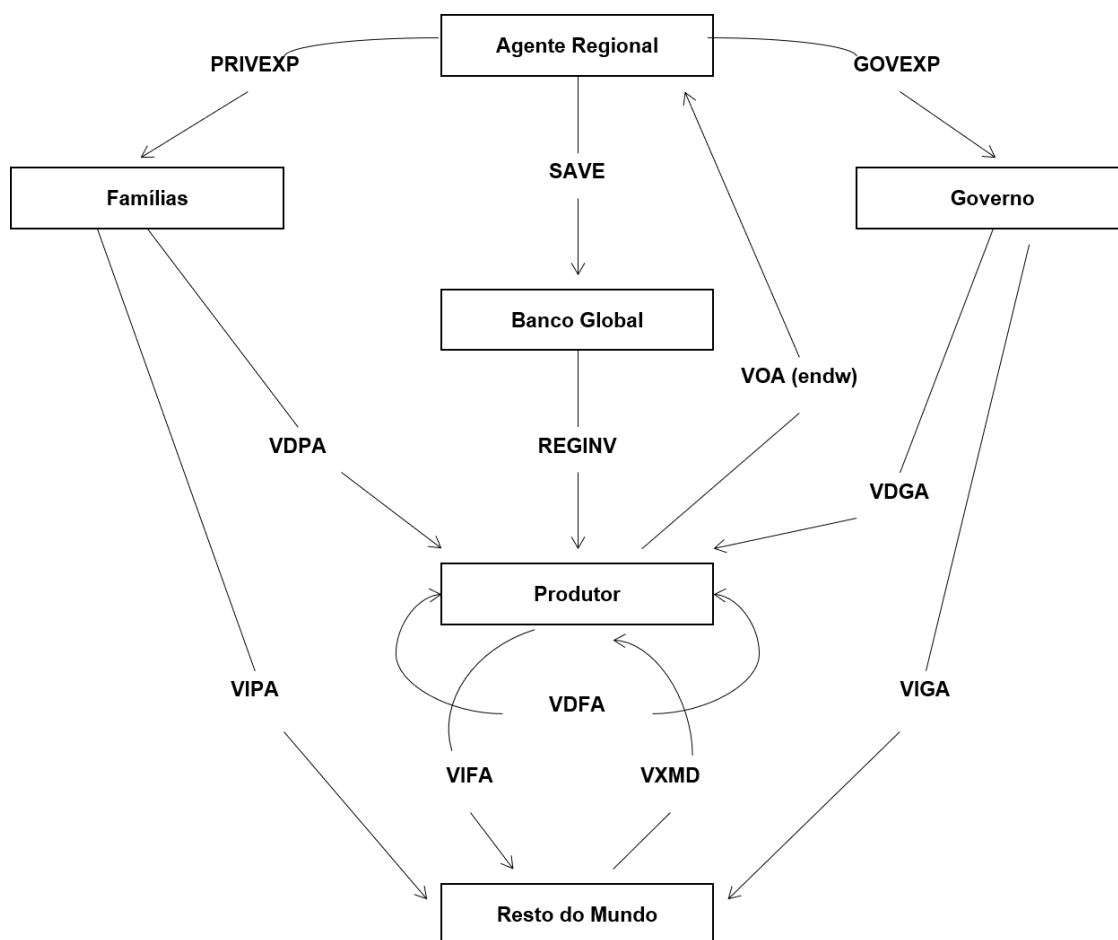 Agente Regional
PRIVEXP
GOVEXP
SAVE
Famílias
Governo
Banco Global
VOA (endw)
VDPA
REGINV
VDGA
Produtor
VIPA
VDFA
VIGA
VIFA
VXMD
Resto do Mundo